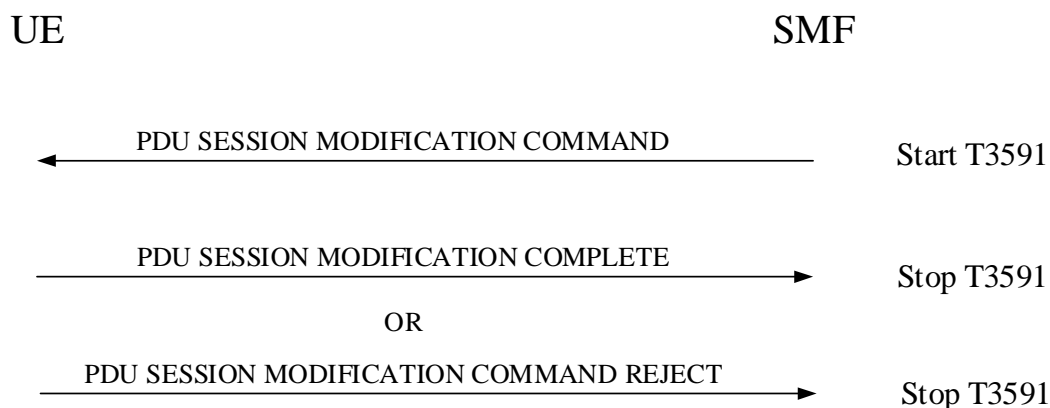 UE SMF
PDU SESSION MODIFICATION COMMAND Start T3591
PDU SESSION MODIFICATION COMPLETE Stop T3591
OR
PDU SESSION MODIFICATION COMMAND REJECT Stop T3591